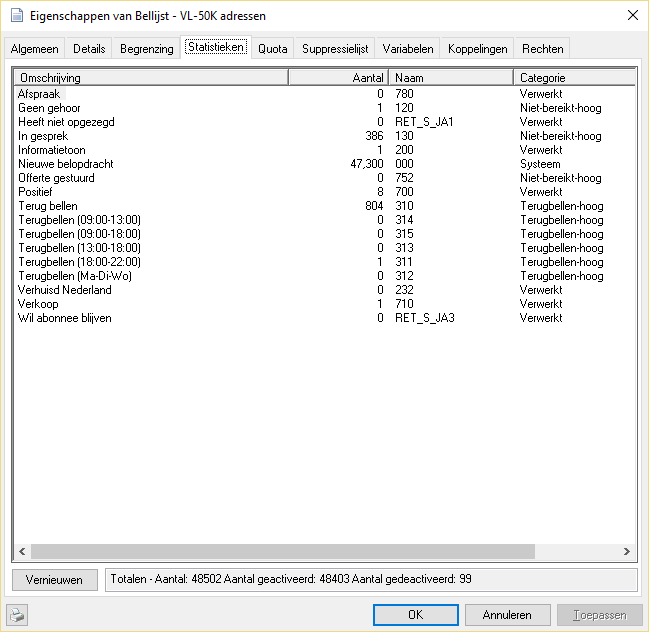 Eigenschappen van Bellijst - VL-50K adressen
Algemeen Details Begrenzing Statistieken Quota Suppressielijst Variabelen Koppelingen Rechten
Omschrijving Aantal Naam Categorie
Afspraak 0 780 Verwerkt
Geen gehoor 1 120 Niet-bereikt-hoog
Heeft niet opgezegd 0 RET_S_JA1 Verwerkt
In gesprek 386 130 Niet-bereikt-hoog
Informatietoon 1 200 Verwerkt
Nieuwe belopdracht 47,300 000 Systeem
Offerte gestuurd 0 752 Niet-bereikt-hoog
Positief 8 700 Verwerkt
Terug bellen 804 310 Terugbellen-hoog
Terugbellen (09:00-13:00) 0 314 Terugbellen-hoog
Terugbellen (09:00-18:00) 0 315 Terugbellen-hoog
Terugbellen (13:00-18:00) 0 313 Terugbellen-hoog
Terugbellen (18:00-22:00) 1 311 Terugbellen-hoog
Terugbellen (Ma-Di-Wo) 0 312 Terugbellen-hoog
Verhuisd Nederland 0 232 Verwerkt
Verkoop 1 710 Verwerkt
Wil abonnee blijven 0 RET_S_JA3 Verwerkt
Vernieuwen Totalen - Aantal: 48502 Aantal geactiveerd: 48403 Aantal gedeactiveerd: 99
OK Annuleren Toepassen